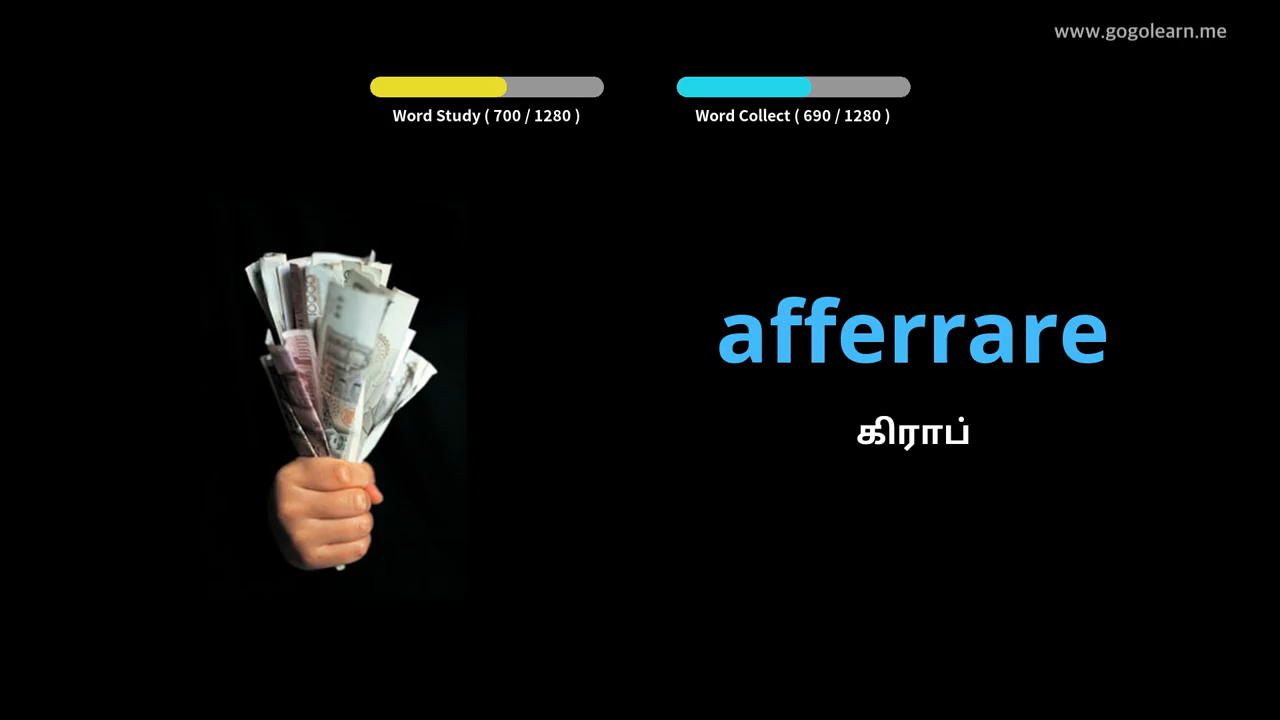 www.gogolearn.me
Word Study ( 700 / 1280 )
Word Collect ( 690 / 1280 )
afferrare
கிராப்